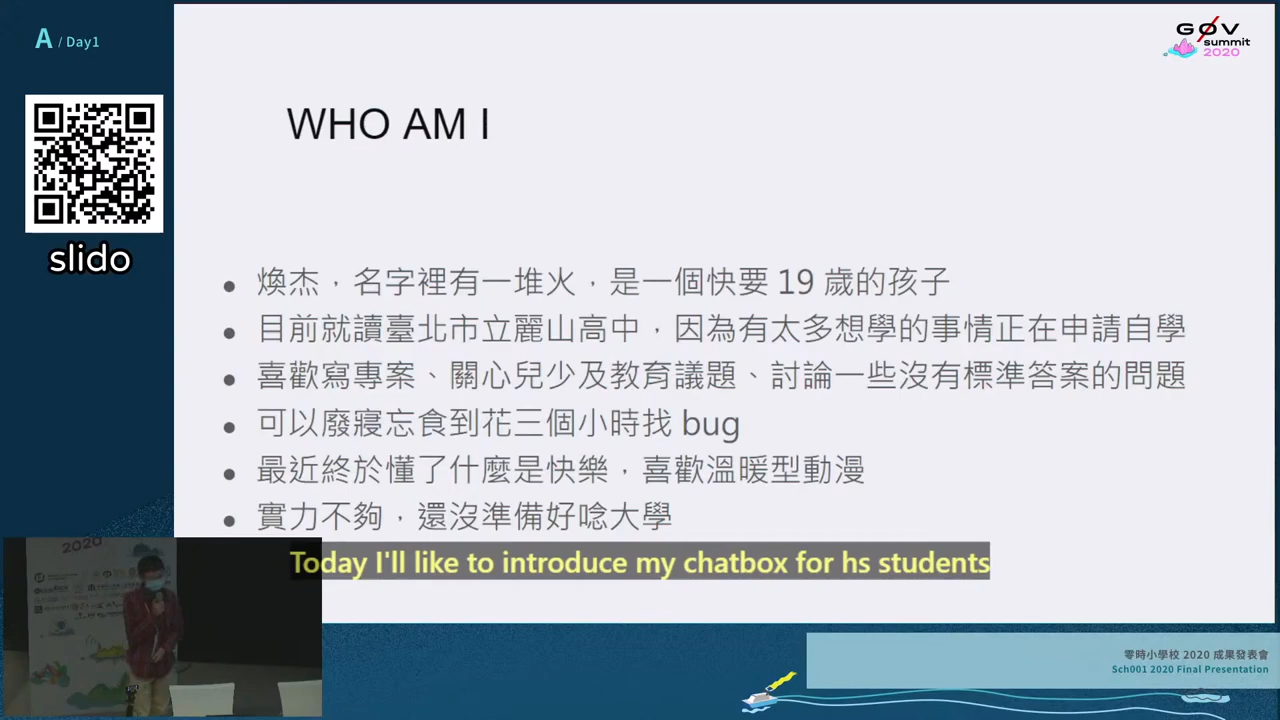 A / Day1
GØV
summit
2020
slido
WHO AM I
煥杰，名字裡有一堆火，是一個快要 19 歲的孩子
目前就讀臺北市立麗山高中，因為有太多想學的事情正在申請自學
喜歡寫專案、關心兒少及教育議題、討論一些沒有標準答案的問題
可以廢寢忘食到花三個小時找 bug
最近終於懂了什麼是快樂，喜歡溫暖型動漫
實力不夠，還沒準備好唸大學
Today I'll like to introduce my chatbox for hs students
2020
零時小學校 2020 成果發表會
Sch001 2020 Final Presentation